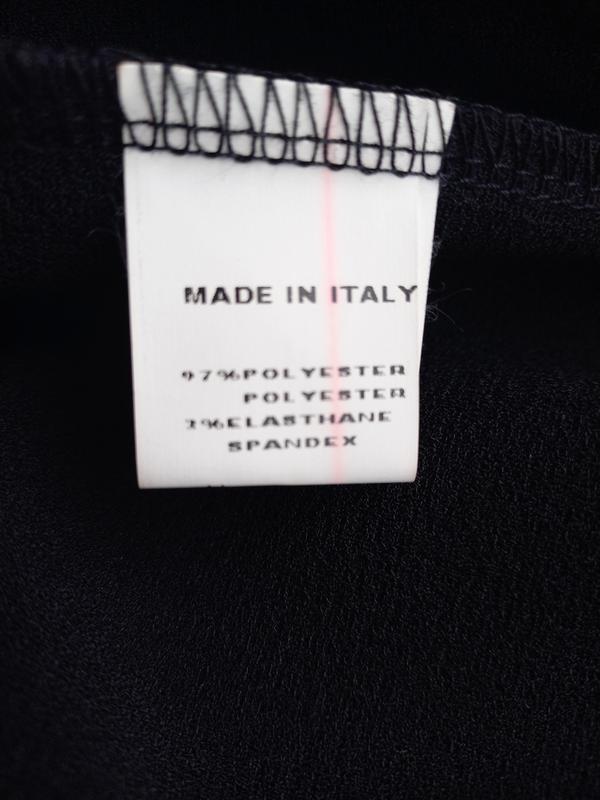 MADE IN ITALY
97%POLYESTER
POLYESTER
3%ELASTHANE
SPANDEX